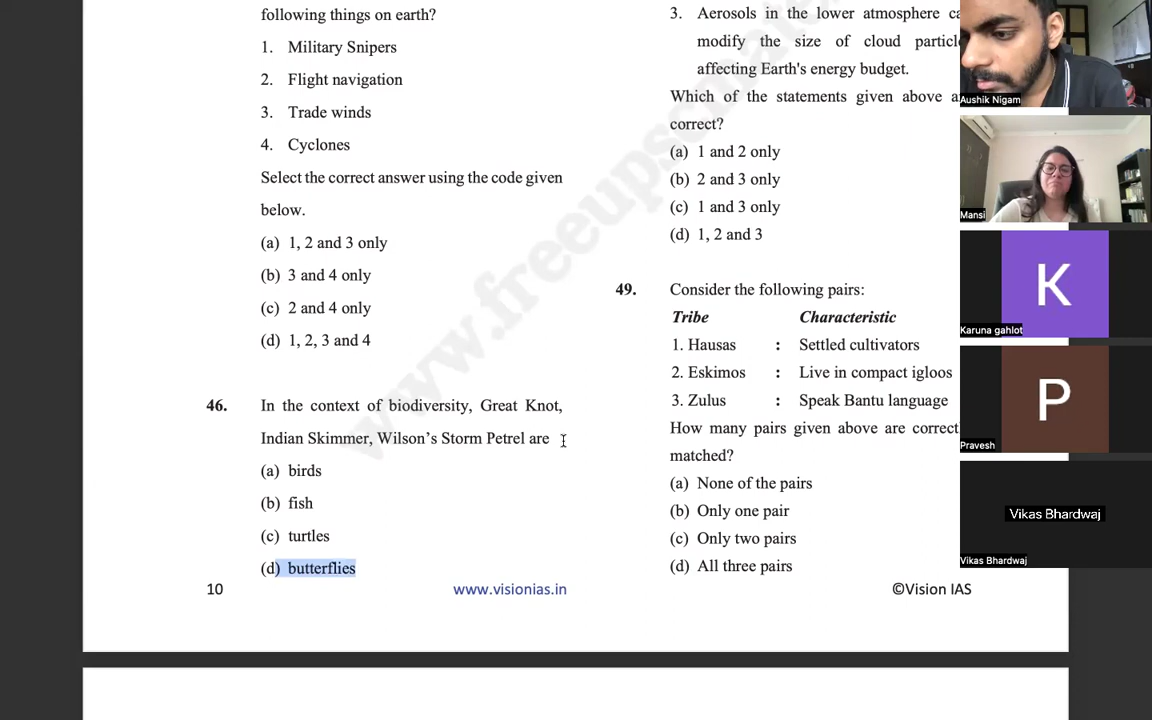 following things on earth?
1. Military Snipers
2. Flight navigation
3. Trade winds
4. Cyclones
Select the correct answer using the code given
below.
(a) 1, 2 and 3 only
(b) 3 and 4 only
(c) 2 and 4 only
(d) 1, 2, 3 and 4
46. In the context of biodiversity, Great Knot,
Indian Skimmer, Wilson’s Storm Petrel are
(a) birds
(b) fish
(c) turtles
(d) butterflies
3. Aerosols in the lower atmosphere
modify the size of cloud
affecting Earth's energy budget.
Which of the statements given above
correct?
(a) 1 and 2 only
(b) 2 and 3 only
(c) 1 and 3 only
(d) 1, 2 and 3
49. Consider the following pairs:
Tribe Characteristic
1. Hausas : Settled cultivators
2. Eskimos : Live in compact igloos
3. Zulus : Speak Bantu language
How many pairs given above are
matched?
(a) None of the pairs
(b) Only one pair
(c) Only two pairs
(d) All three pairs
10 www.visionias.in ©Vision IAS
Aushik Nigam
Mansi
K
Karuna gahlot
P
Pravesh
Vikas Bhardwaj
Vikas Bhardwaj